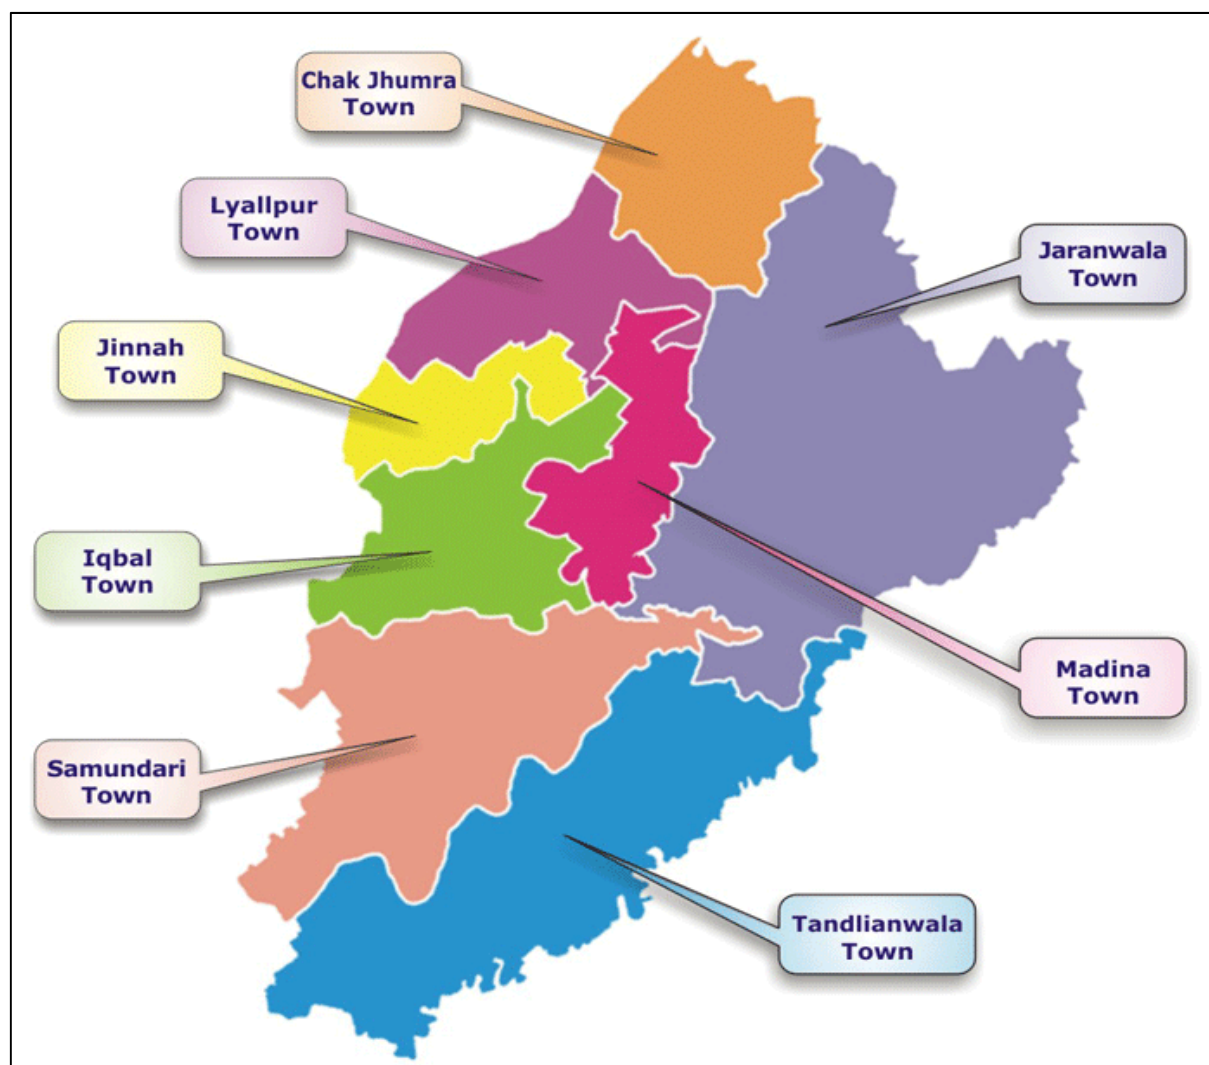 Chak Jhumra
Town
Lyallpur
Town
Jaranwala
Town
Jinnah
Town
Iqbal
Town
Madina
Town
Samundari
Town
Tandlianwala
Town